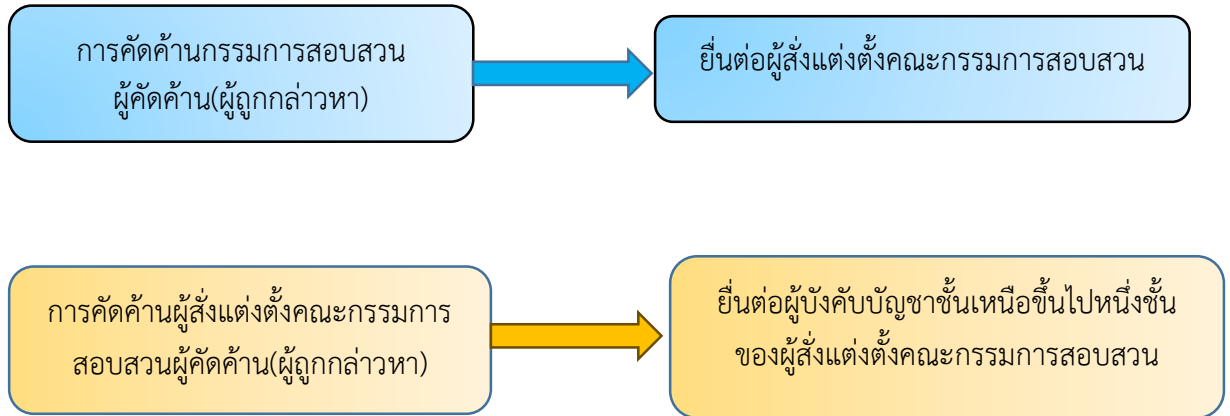 การคัดค้านกรรมการสอบสวน
ผู้คัดค้าน(ผู้ถูกกล่าวหา)
ยื่นต่อผู้สั่งแต่งตั้งคณะกรรมการสอบสวน
การคัดค้านผู้สั่งแต่งตั้งคณะกรรมการ
สอบสวนผู้คัดค้าน(ผู้ถูกกล่าวหา)
ยื่นต่อผู้บังคับบัญชาชั้นเหนือขึ้นไปหนึ่งชั้น
ของผู้สั่งแต่งตั้งคณะกรรมการสอบสวน